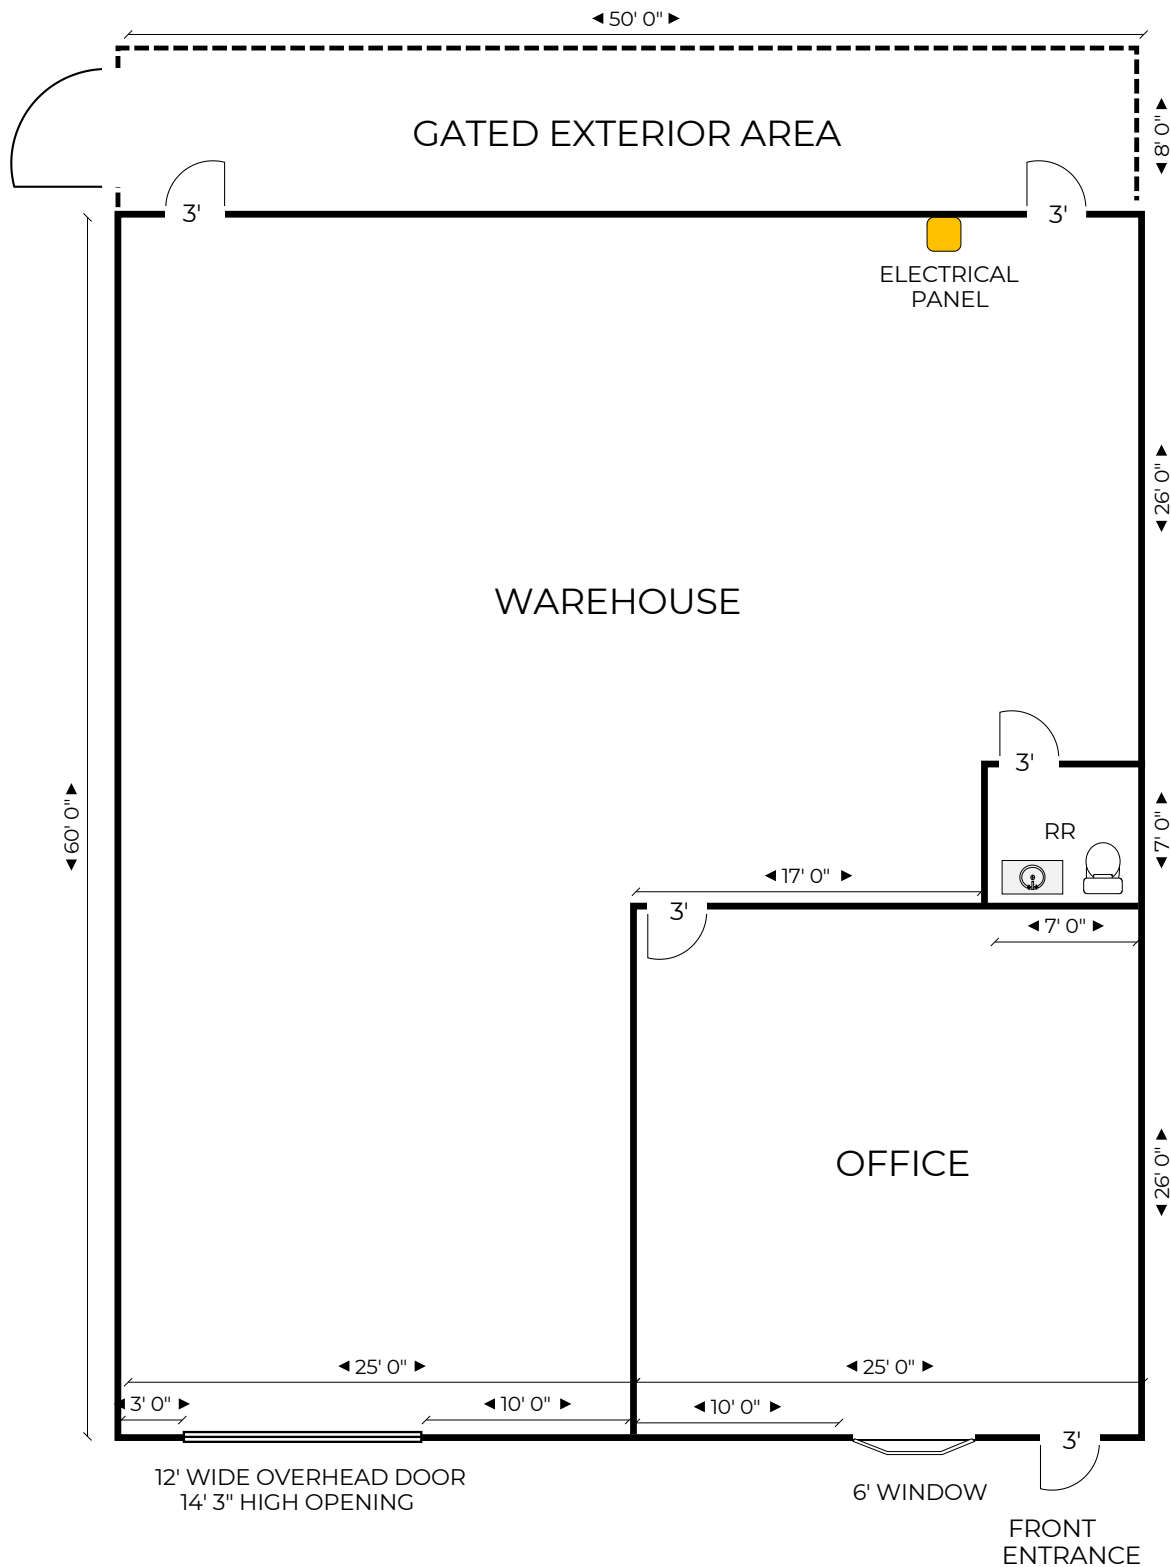 50' 0"
GATED EXTERIOR AREA
8' 0"
3'
3'
ELECTRICAL
PANEL
26' 0"
WAREHOUSE
3'
60' 0"
RR
7' 0"
17' 0"
3'
7' 0"
OFFICE
26' 0"
25' 0"
25' 0"
3' 0"
10' 0"
10' 0"
3'
12' WIDE OVERHEAD DOOR
14' 3" HIGH OPENING
6' WINDOW
FRONT
ENTRANCE